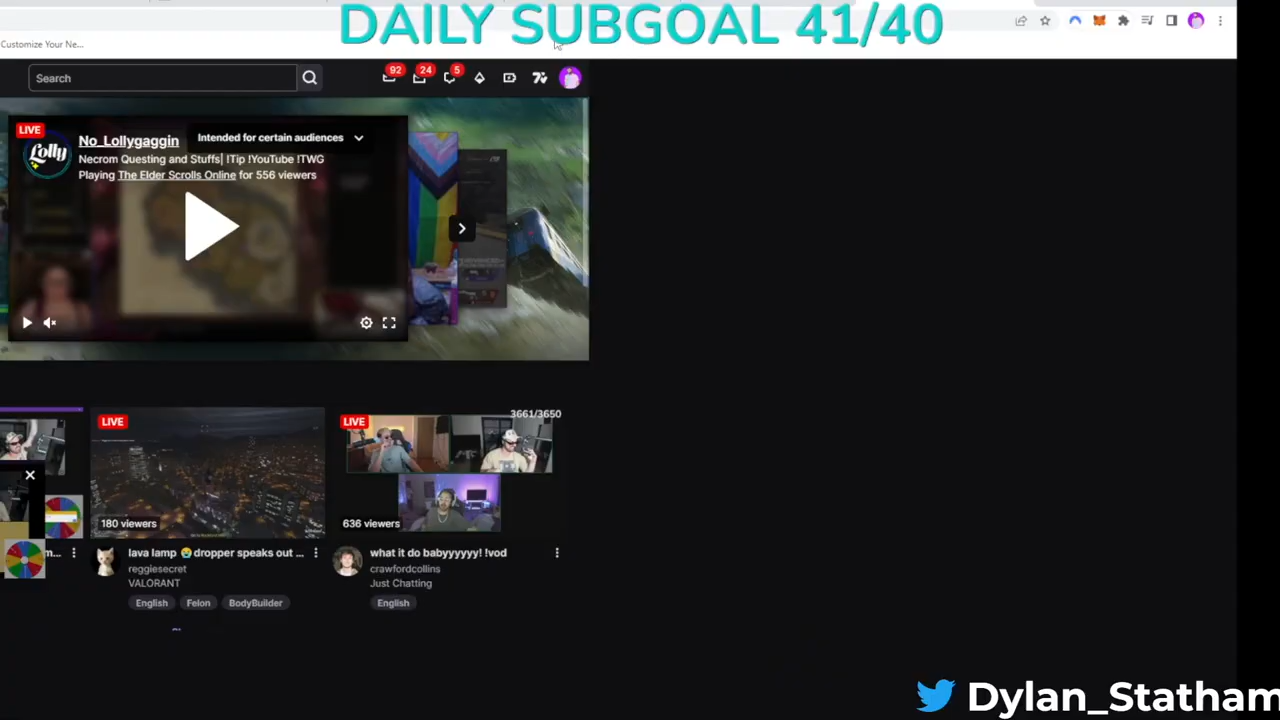 DAILY SUBGOAL 41/40
Customize Your Ne...
Search
92
24
5
LIVE
Lolly
No_Lollygaggin
Intended for certain audiences
Necrom Questing and Stuffs| !Tip !YouTube !TWG
Playing The Elder Scrolls Online for 556 viewers
LIVE
180 viewers
LIVE
3661/3650
636 viewers
m...
lava lamp 😭dropper speaks out ...
reggiesecret
VALORANT
English
Felon
BodyBuilder
what it do babyyyyyy! !vod
crawfordcollins
Just Chatting
English
Dylan_Statham